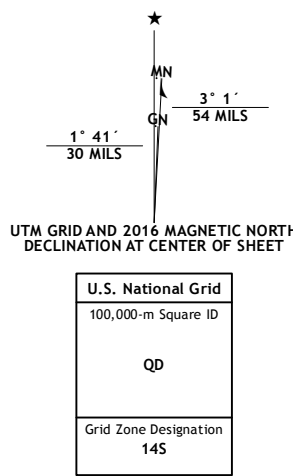 ★
MN
3° 1´
54 MILS
GN
1° 41´
30 MILS
UTM GRID AND 2016 MAGNETIC NORTH
DECLINATION AT CENTER OF SHEET
U.S. National Grid
100,000-m Square ID
QD
Grid Zone Designation
14S